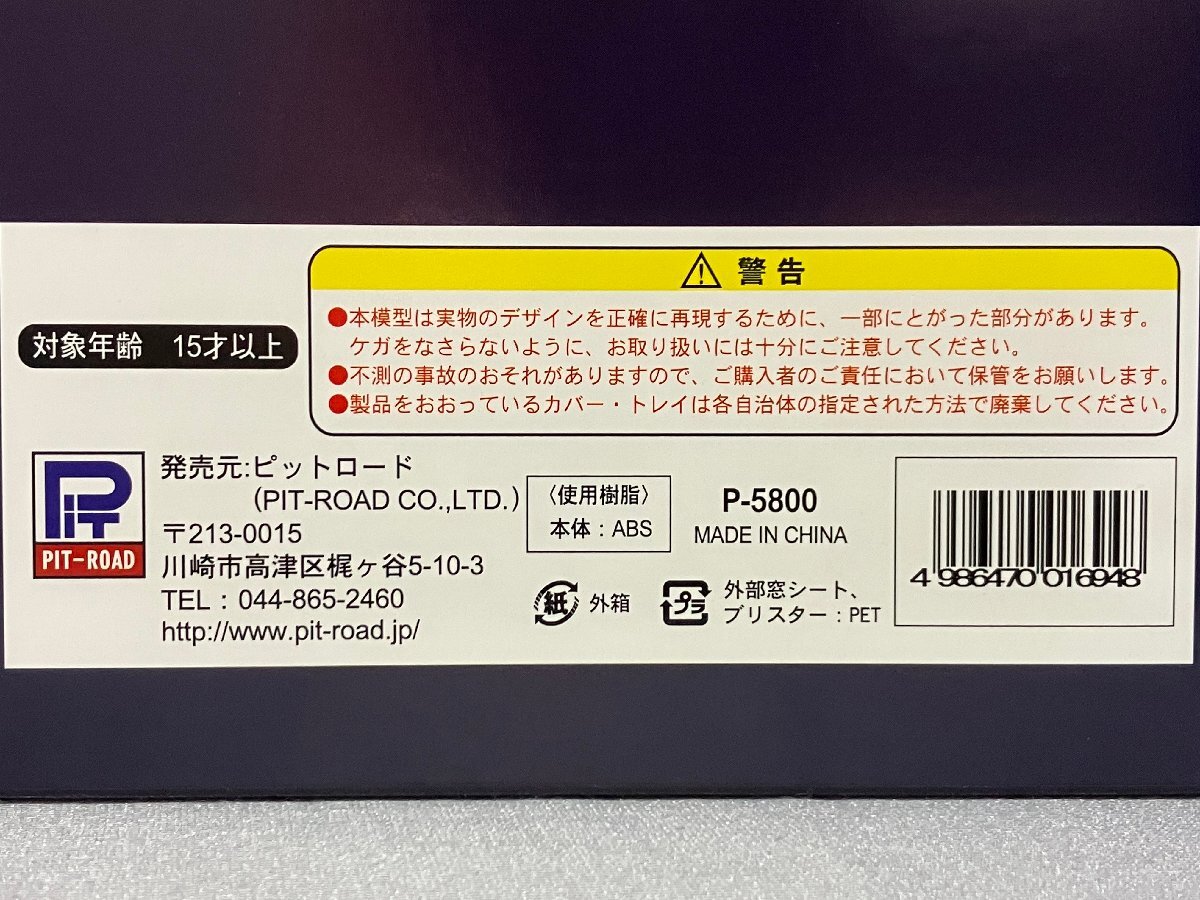 警告
対象年齢 15才以上
●本模型は実物のデザインを正確に再現するために、一部にとがった部分があります。
ケガをなさらないように、お取り扱いには十分にご注意してください。
●不測の事故のおそれがありますので、ご購入者のご責任において保管をお願いします。
●製品をおおっているカバー・トレイは各自治体の指定された方法で廃棄してください。
PIT
PIT-ROAD
発売元:ピットロード
(PIT-ROAD CO.,LTD.)
〒213-0015
川崎市高津区梶ヶ谷5-10-3
TEL：044-865-2460
http://www.pit-road.jp/
〈使用樹脂〉
本体：ABS
P-5800
MADE IN CHINA
紙 外箱
プラ 外部窓シート、
ブリスター：PET
4 986470 016948